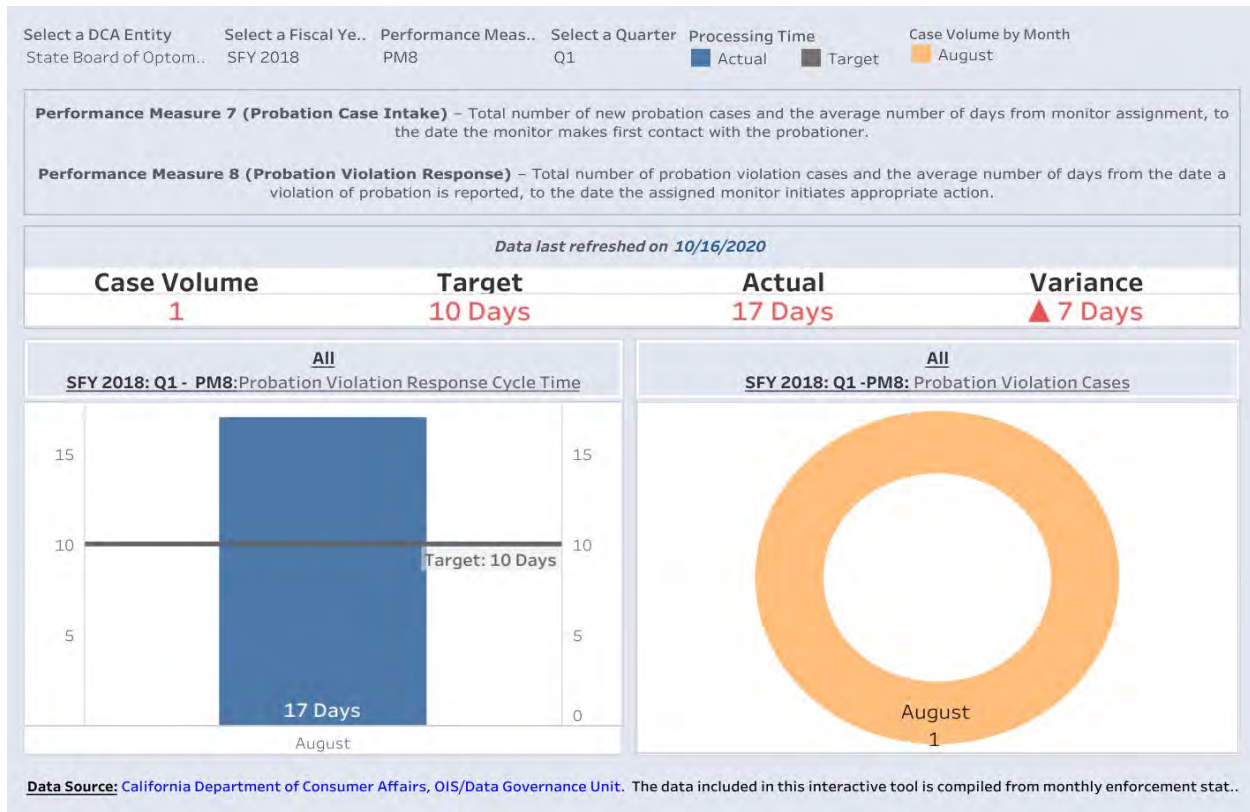 Select a DCA Entity Select a Fiscal Ye.. Performance Meas.. Select a Quarter Processing Time Case Volume by Month
State Board of Optom.. SFY 2018 PM8 Q1 Actual Target August
Performance Measure 7 (Probation Case Intake) – Total number of new probation cases and the average number of days from monitor assignment, to
the date the monitor makes first contact with the probationer.
Performance Measure 8 (Probation Violation Response) – Total number of probation violation cases and the average number of days from the date a
violation of probation is reported, to the date the assigned monitor initiates appropriate action.
Data last refreshed on 10/16/2020
Case Volume Target Actual Variance
1 10 Days 17 Days ▲ 7 Days
All
SFY 2018: Q1 - PM8:Probation Violation Response Cycle Time
15 15
10 10
Target: 10 Days
5 5
17 Days
0
August
All
SFY 2018: Q1 -PM8: Probation Violation Cases
August
1
Data Source: California Department of Consumer Affairs, OIS/Data Governance Unit. The data included in this interactive tool is compiled from monthly enforcement stat..